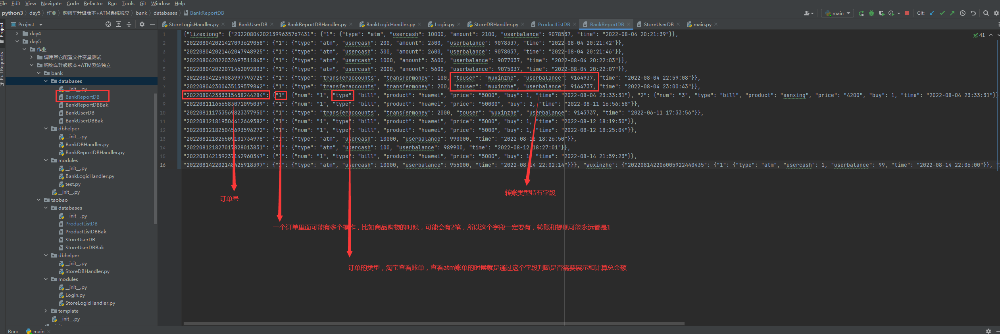 File Edit View Navigate Code Refactor Run Tools Git Window Help
python3 day5 作业 购物车升级版本+ATM系统独立 bank databases BankReportDB
main Git:
Project
StoreLogicHandler.py BankUserDB BankReportDBHandler.py BankLogicHandler.py Login.py StoreDBHandler.py ProductListDB BankReportDB StoreUserDB main.py
Project
Pull Requests
day4
day5
作业
调用其它配置文件变量测试
购物车升级版本+ATM系统独立
bank
databases
__init__.py
BankReportDB
BankReportDBBak
BankUserDB
BankUserDBBak
dbhelper
__init__.py
BankDBHandler.py
BankReportDBHandler.py
modules
__init__.py
BankLogicHandler.py
test.py
__init__.py
taobao
databases
__init__.py
ProductListDB
ProductListDBBak
StoreUserDB
StoreUserDBBak
dbhelper
__init__.py
StoreDBHandler.py
modules
__init__.py
Login.py
StoreLogicHandler.py
template
__init__.py
41
1 {"lizexiong": {"202208042021399635767431": {"1": {"type": "atm", "usercash": 10000, "amount": 2100, "userbalance": 9078537, "time": "2022-08-04 20:21:39"}},
2 "202208042021427093629058": {"1": {"type": "atm", "usercash": 200, "amount": 2300, "userbalance": 9078337, "time": "2022-08-04 20:21:42"}},
3 "202208042021462047948925": {"1": {"type": "atm", "usercash": 300, "amount": 2600, "userbalance": 9078037, "time": "2022-08-04 20:21:46"}},
4 "202208042022032697511845": {"1": {"type": "atm", "usercash": 1000, "amount": 3600, "userbalance": 9077037, "time": "2022-08-04 20:22:03"}},
5 "202208042022071462092803": {"1": {"type": "atm", "usercash": 2000, "amount": 5600, "userbalance": 9075037, "time": "2022-08-04 20:22:07"}},
6 "202208042259083997793725": {"1": {"type": "transferaccounts", "transfermoney": 100, "touser": "wuxinzhe", "userbalance": 9164937, "time": "2022-08-04 22:59:08"}},
7 "202208042300435139579842": {"1": {"type": "transferaccounts", "transfermoney": 200, "touser": "wuxinzhe", "userbalance": 9164737, "time": "2022-08-04 23:00:43"}},
8 "202208042333315458244284": {"1": {"num": "1", "type": "bill", "product": "huawei", "price": "5000", "buy": 1, "time": "2022-08-04 23:33:31"}, "2": {"num": "3", "type": "bill", "product": "sanxing", "price": "4200", "buy": 1, "time": "2022-08-04 23:33:31"}}
9 "202208111656583071095039": {"1": {"num": "1", "type": "bill", "product": "huawei", "price": "50000", "buy": 2, "time": "2022-08-11 16:56:58"}},
10 "202208111733569823377950": {"1": {"type": "transferaccounts", "transfermoney": 2000, "touser": "wuxinzhe", "userbalance": 9143737, "time": "2022-06-11 17:33:56"}},
11 "202208121819504412649382": {"1": {"num": "1", "type": "bill", "product": "huawei", "price": "5000", "buy": 1, "time": "2022-08-12 18:19:50"}},
12 "202208121825045693596272": {"1": {"num": "1", "type": "bill", "product": "huawei", "price": "5000", "buy": 1, "time": "2022-08-12 18:25:04"}},
13 "202208121826509101734978": {"1": {"type": "atm", "usercash": 10000, "userbalance": 990000, "time": "2022-08-12 18:26:50"}},
14 "202208121827017828013831": {"1": {"type": "atm", "usercash": 100, "userbalance": 989900, "time": "2022-08-12 18:27:01"}},
15 "202208142159237142960347": {"1": {"num": "1", "type": "bill", "product": "huawei", "price": "5000", "buy": 1, "time": "2022-08-14 21:59:23"}},
16 "202208142202148425918397": {"1": {"type": "atm", "usercash": 10000, "userbalance": 955000, "time": "2022-08-14 22:02:14"}}}, "wuxinzhe": {"202208142206005922440435": {"1": {"type": "atm", "usercash": 1, "userbalance": 99, "time": "2022-08-14 22:06:00"}},
转账类型特有字段
订单号
一个订单里面可能有多个操作，比如商品购物的时候，可能会有2笔，所以这个字段一定要有，转账和提现可能永远都是1
订单的类型，淘宝查看账单，查看atm账单的时候就是通过这个字段判断是否需要展示和计算总金额
Run: main